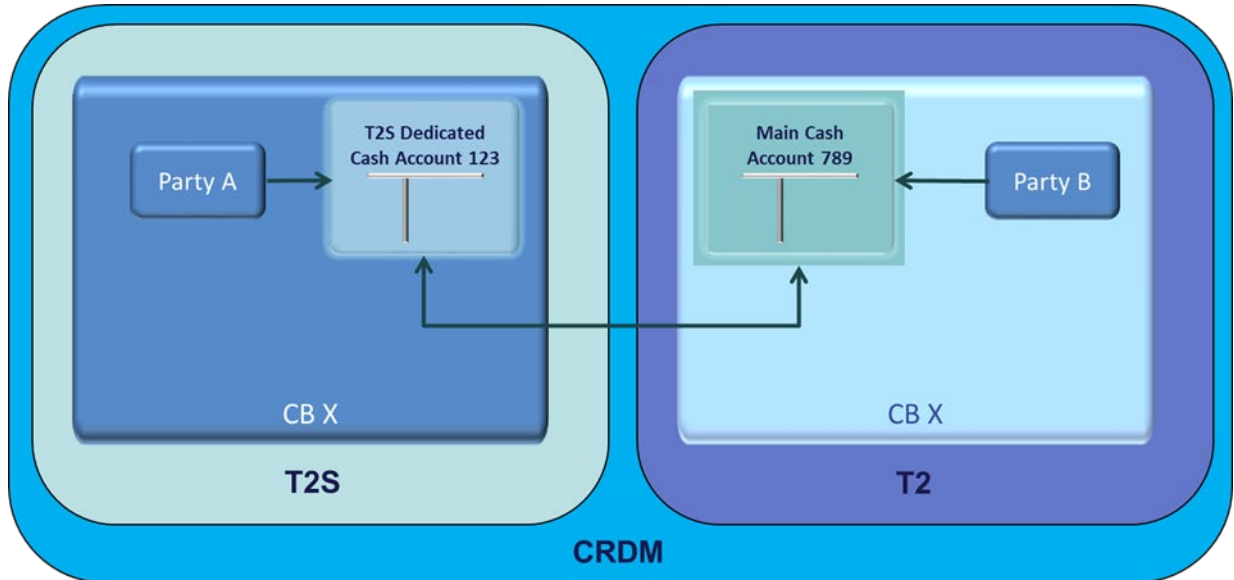 T2S Dedicated
Cash Account 123
Party A
Main Cash
Account 789
Party B
CB X
CB X
T2S
T2
CRDM